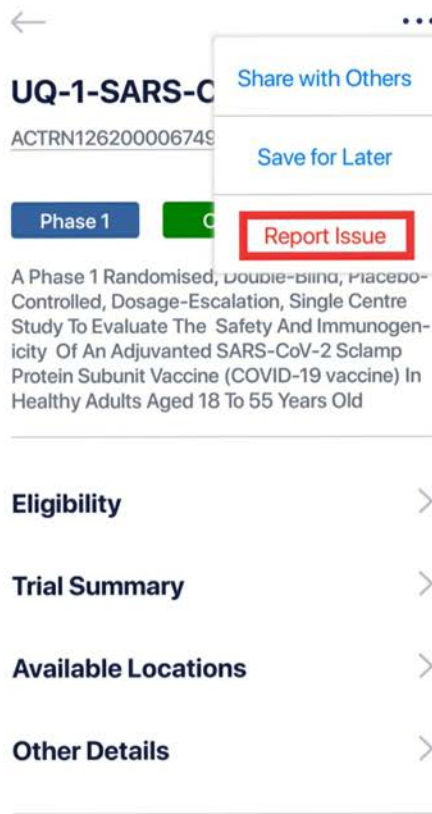 UQ-1-SARS-C
Share with Others
ACTRN126200006749
Save for Later
Phase 1
Report Issue
A Phase 1 Randomised, Double-Blind, Placebo-
Controlled, Dosage-Escalation, Single Centre
Study To Evaluate The Safety And Immunogen-
icity Of An Adjuvanted SARS-CoV-2 Sclamp
Protein Subunit Vaccine (COVID-19 vaccine) In
Healthy Adults Aged 18 To 55 Years Old
Eligibility
Trial Summary
Available Locations
Other Details